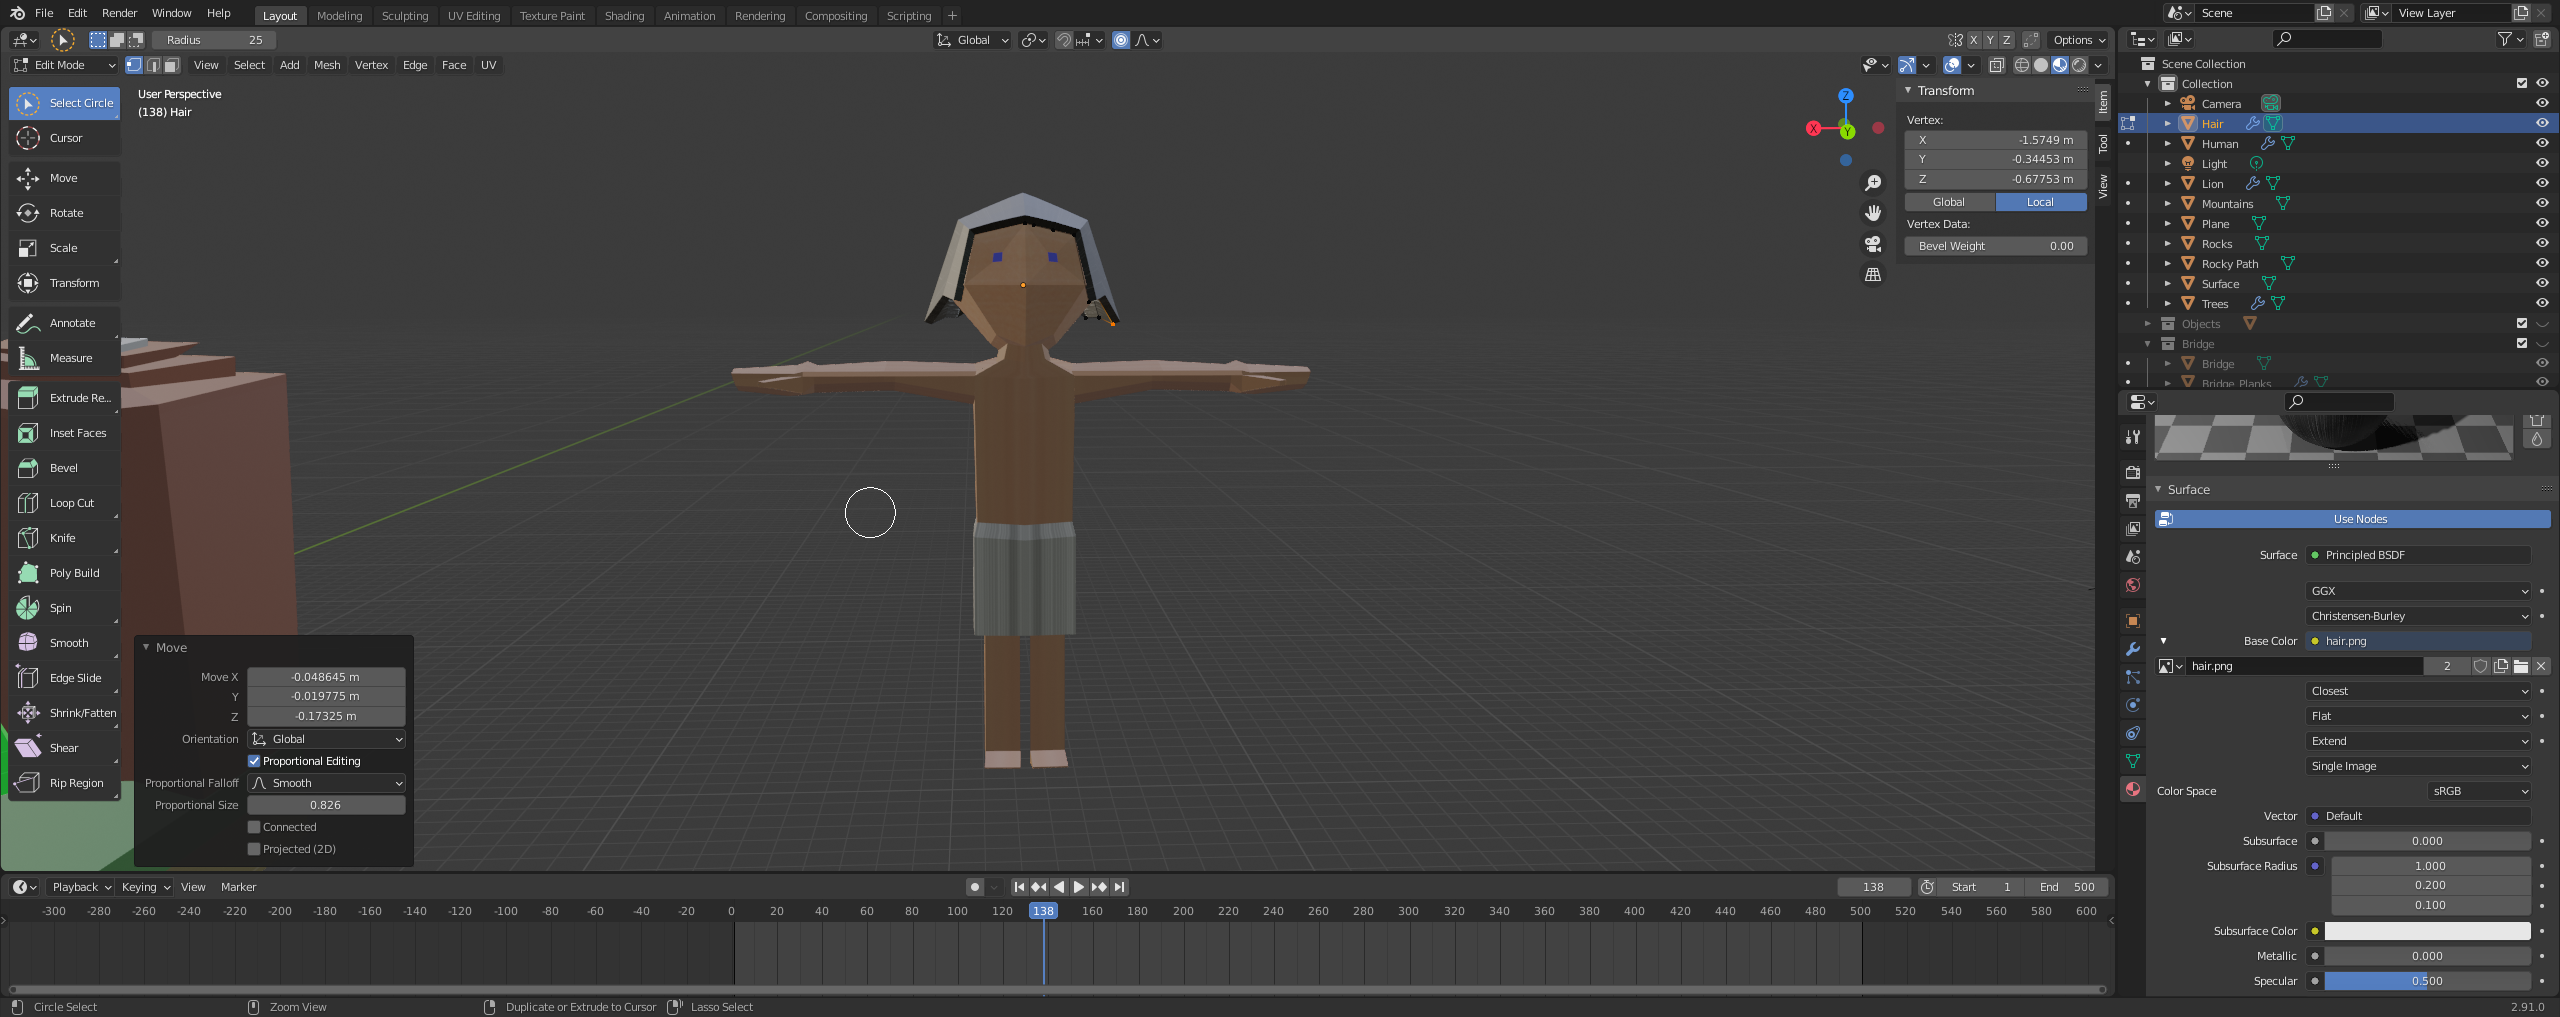 File Edit Render Window Help Layout Modeling Sculpting UV Editing Texture Paint Shading Animation Rendering Compositing Scripting + Scene View Layer
Radius 25 Global X Y Z Options
Edit Mode View Select Add Mesh Vertex Edge Face UV
User Perspective
(138) Hair
Select Circle
Cursor
Move
Rotate
Scale
Transform
Annotate
Measure
Extrude Re...
Inset Faces
Bevel
Loop Cut
Knife
Poly Build
Spin
Smooth
Edge Slide
Shrink/Fatten
Shear
Rip Region
Z
X Y
Transform
Vertex:
X -1.5749 m
Y -0.34453 m
Z -0.67753 m
Global Local
Vertex Data:
Bevel Weight 0.00
Item
Tool
View
Move
Move X -0.048645 m
Y -0.019775 m
Z -0.17325 m
Orientation Global
Proportional Editing
Proportional Falloff Smooth
Proportional Size 0.826
Connected
Projected (2D)
Scene Collection
Collection
Camera
Hair
Human
Light
Lion
Mountains
Plane
Rocks
Rocky Path
Surface
Trees
Objects
Bridge
Bridge
Bridge Planks
Surface
Use Nodes
Surface Principled BSDF
GGX
Christensen-Burley
Base Color hair.png
hair.png 2
Closest
Flat
Extend
Single Image
Color Space sRGB
Vector Default
Subsurface 0.000
Subsurface Radius 1.000
0.200
0.100
Subsurface Color
Metallic 0.000
Specular 0.500
Playback Keying View Marker 138 Start 1 End 500
-300 -280 -260 -240 -220 -200 -180 -160 -140 -120 -100 -80 -60 -40 -20 0 20 40 60 80 100 120 138 160 180 200 220 240 260 280 300 320 340 360 380 400 420 440 460 480 500 520 540 560 580 600
Circle Select Zoom View Duplicate or Extrude to Cursor Lasso Select 2.91.0